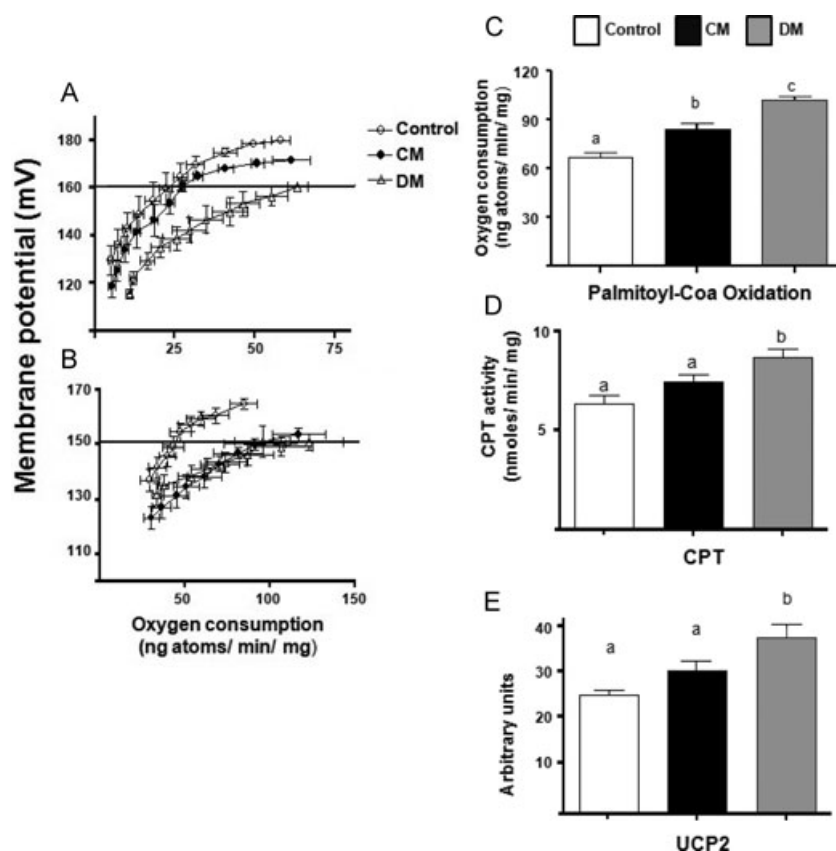 A
Membrane potential (mV)
180
160
140
120
25
50
75
Control
CM
DM
B
170
150
130
110
50
100
150
Oxygen consumption
(ng atoms/ min/ mg)
C
Control
CM
DM
Oxygen consumption
(ng atoms/ min/ mg)
120
90
60
30
a
b
c
Palmitoyl-Coa Oxidation
D
CPT activity
(nmoles/ min/ mg)
10
5
a
a
b
CPT
E
Arbitrary units
40
30
20
10
a
a
b
UCP2